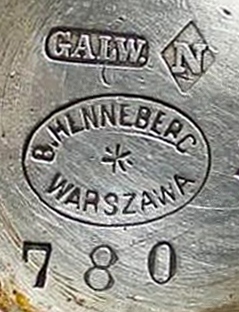 GALW. N
B. HENNEBERG
*
WARSZAWA
780